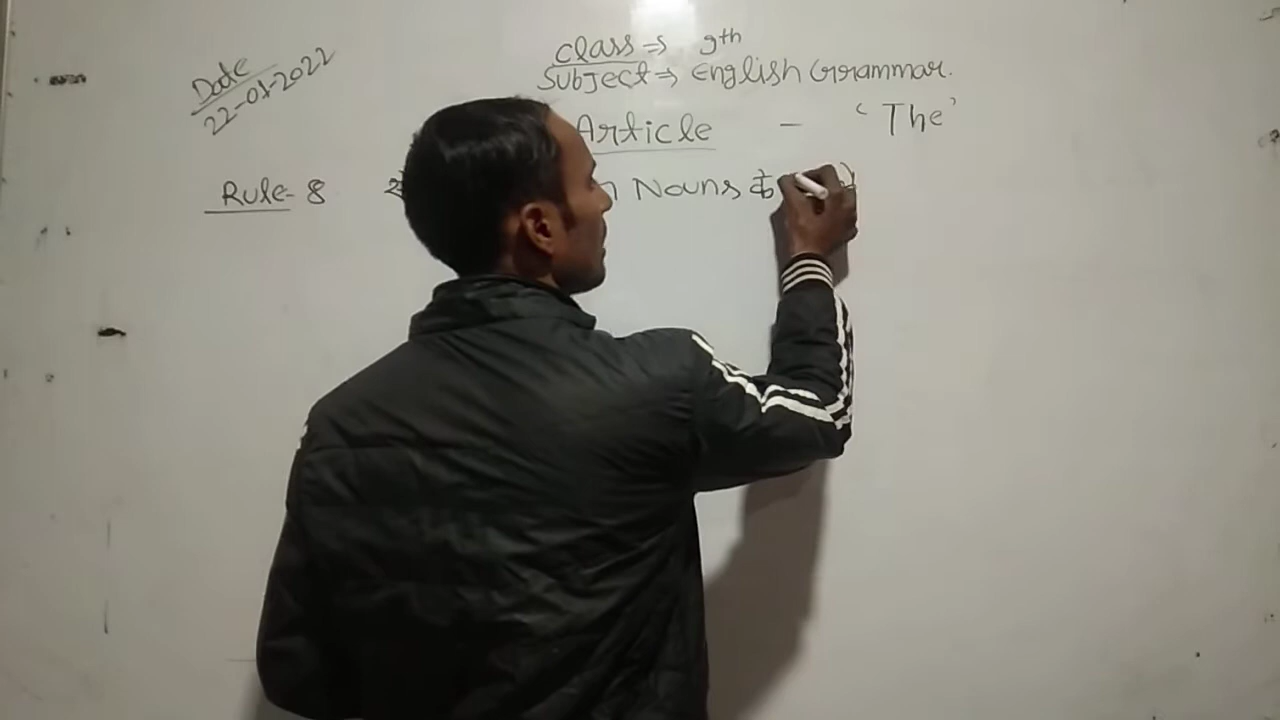 Date
22-01-2022
Class ⇒ 9th
Subject ⇒ English Grammar.
Article - 'The'
Rule-8 Nouns के